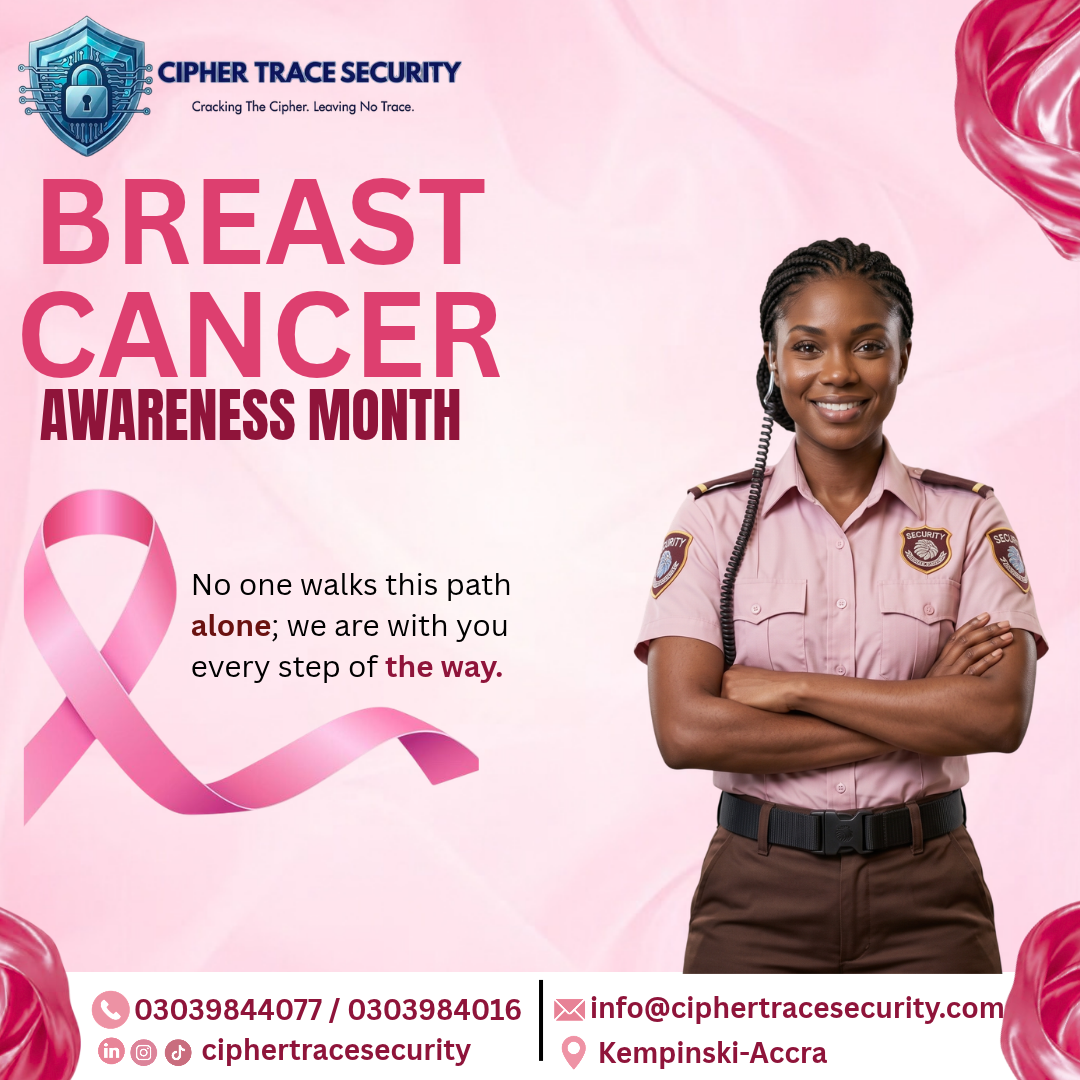 CIPHER TRACE SECURITY
Cracking The Cipher. Leaving No Trace.
BREAST
CANCER
AWARENESS MONTH
No one walks this path
alone; we are with you
every step of the way.
SECURITY
03039844077 / 0303984016
ciphertracesecurity
info@ciphertracesecurity.com
Kempinski-Accra